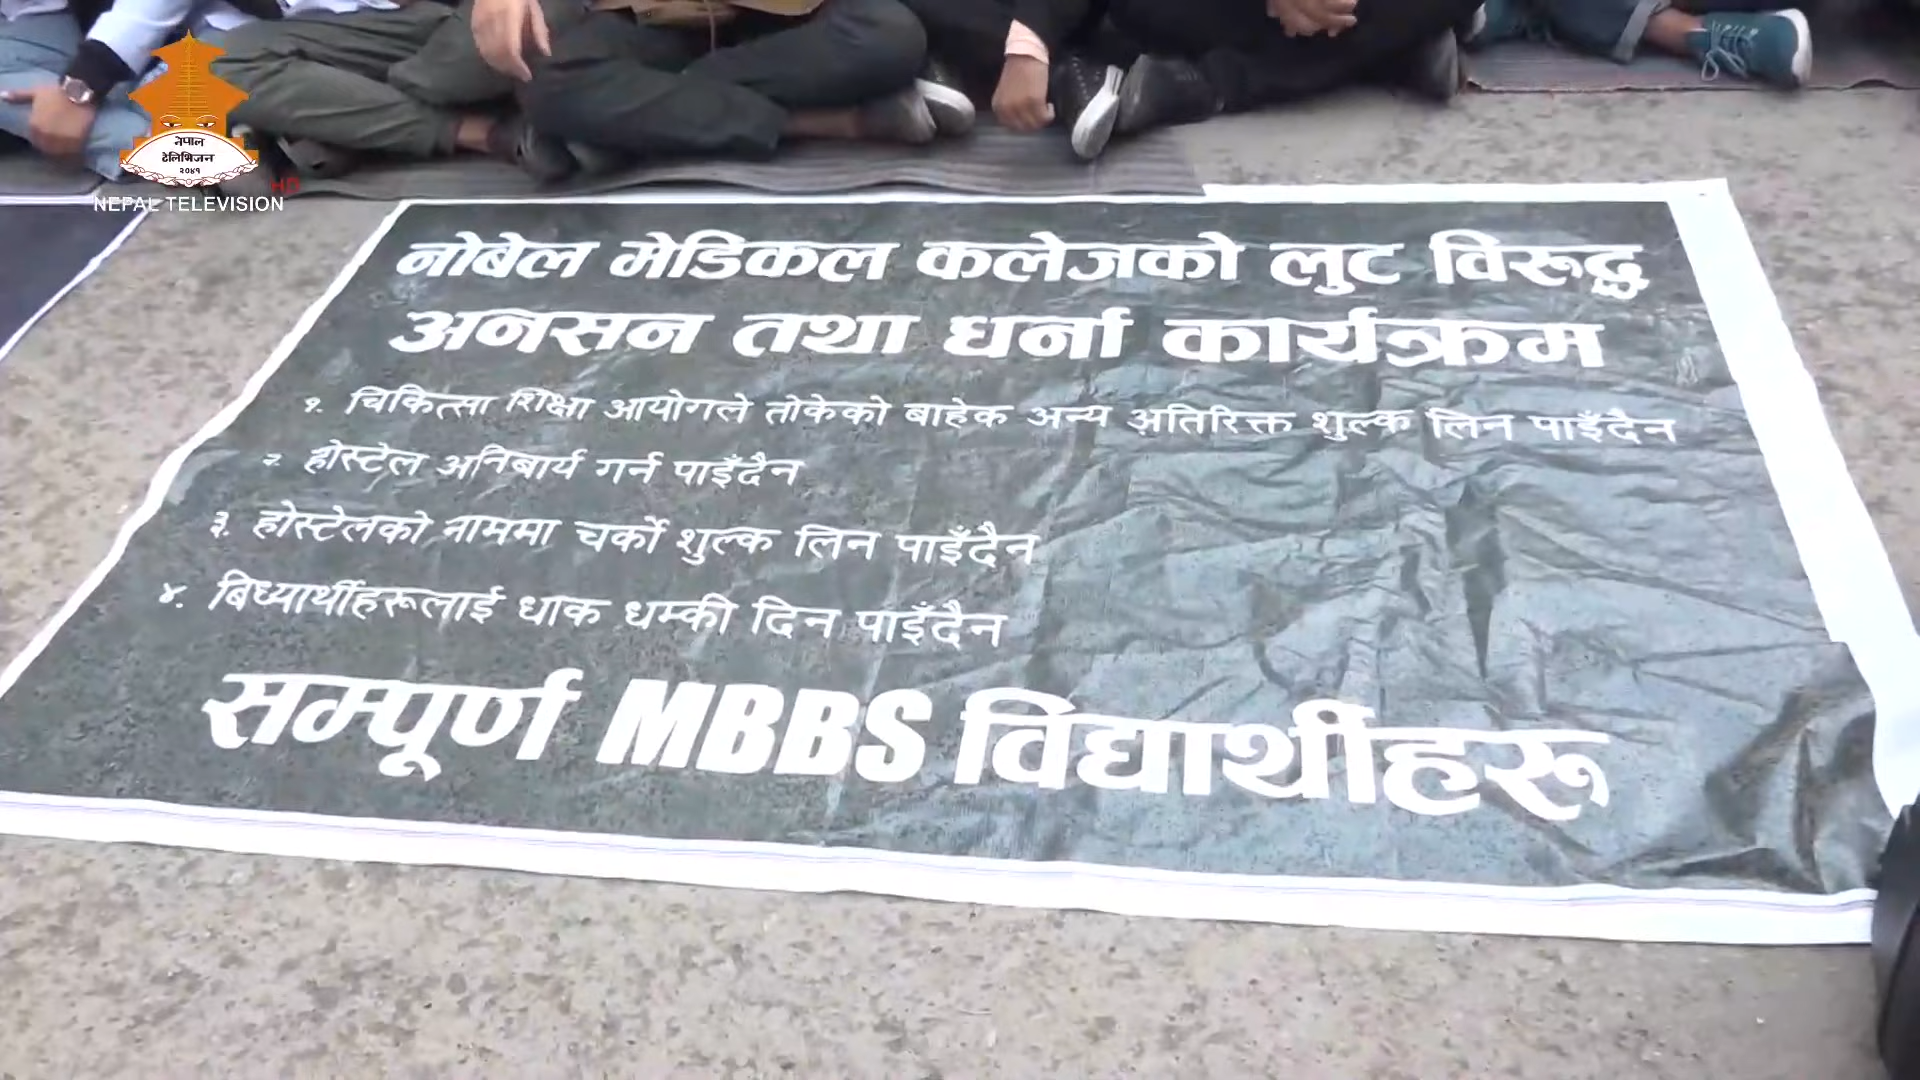 नेपाल
टेलिभिजन
२०४१
HD
NEPAL TELEVISION
नोबेल मेडिकल कलेजको लुट विरूद्ध
अनसन तथा धर्ना कार्यक्रम
१. चिकित्सा शिक्षा आयोगले तोकेको बाहेक अन्य अतिरिक्त शुल्क लिन पाइँदैन
२. होस्टेल अनिबार्य गर्न पाइँदैन
३. होस्टेलको नाममा चर्को शुल्क लिन पाइँदैन
४. बिध्यार्थीहरूलाई धाक धम्की दिन पाइँदैन
सम्पूर्ण MBBS विद्यार्थीहरू